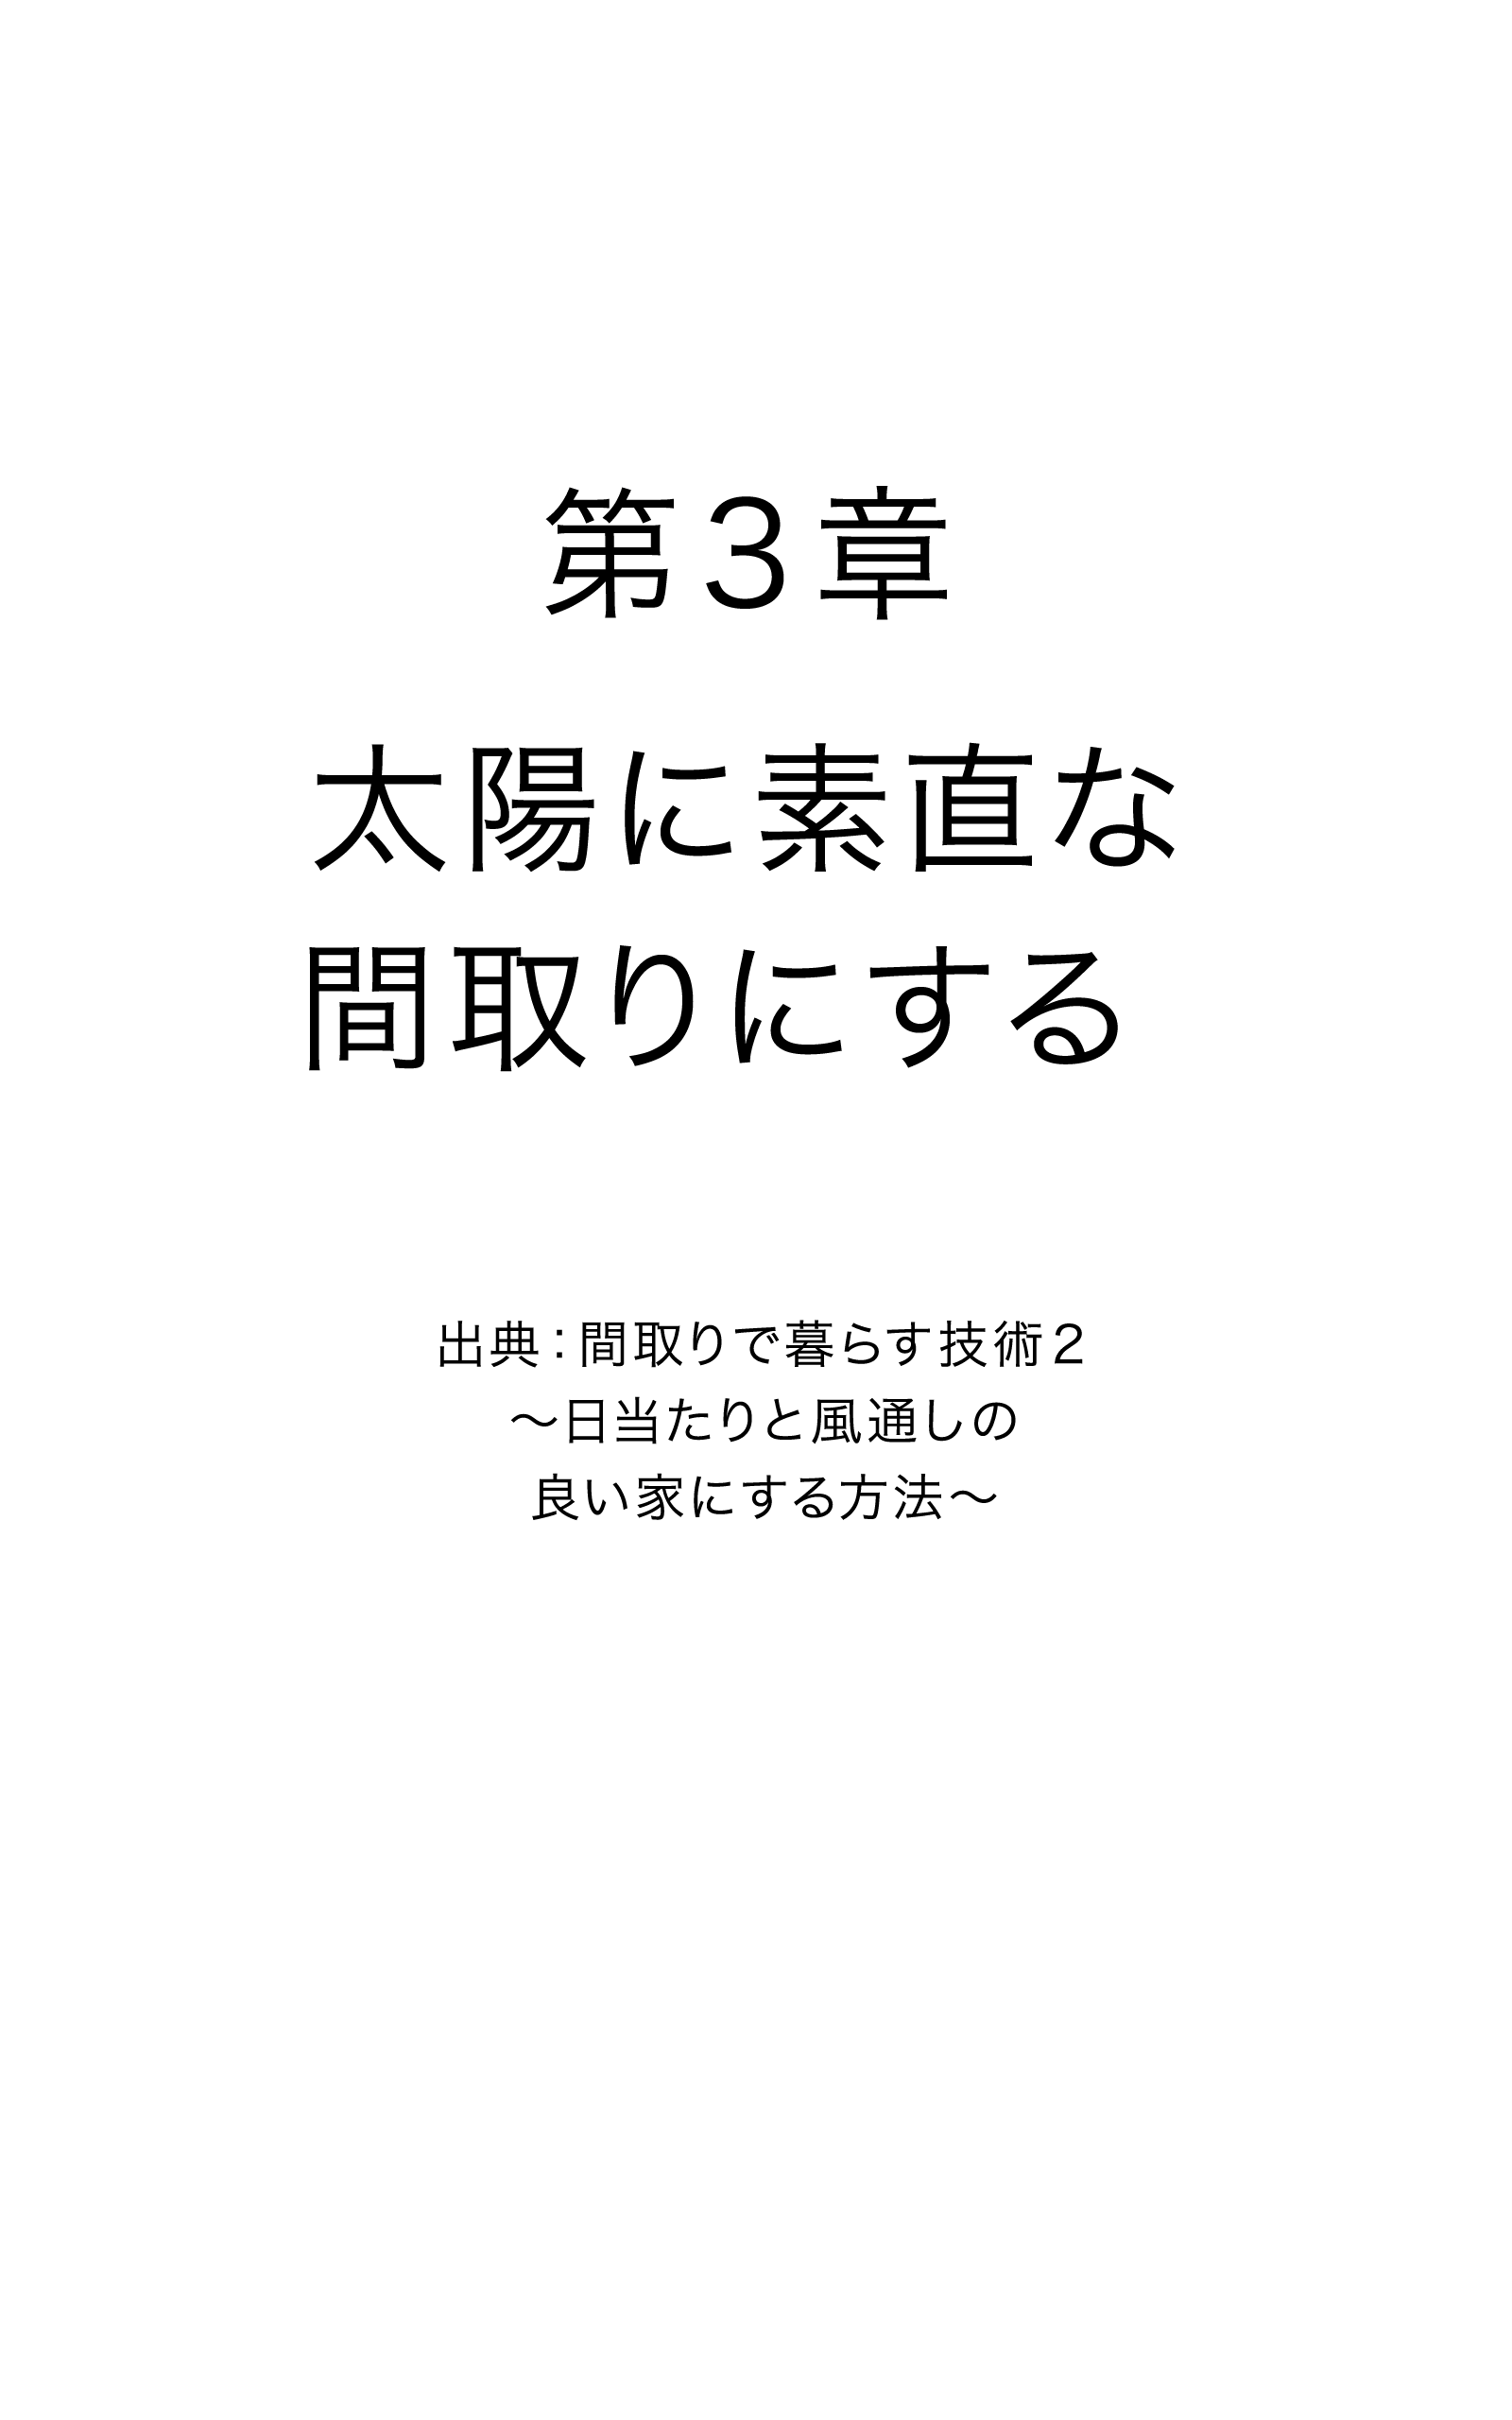 第3章
太陽に素直な
間取りにする
出典：間取りで暮らす技術2
〜日当たりと風通しの
良い家にする方法〜